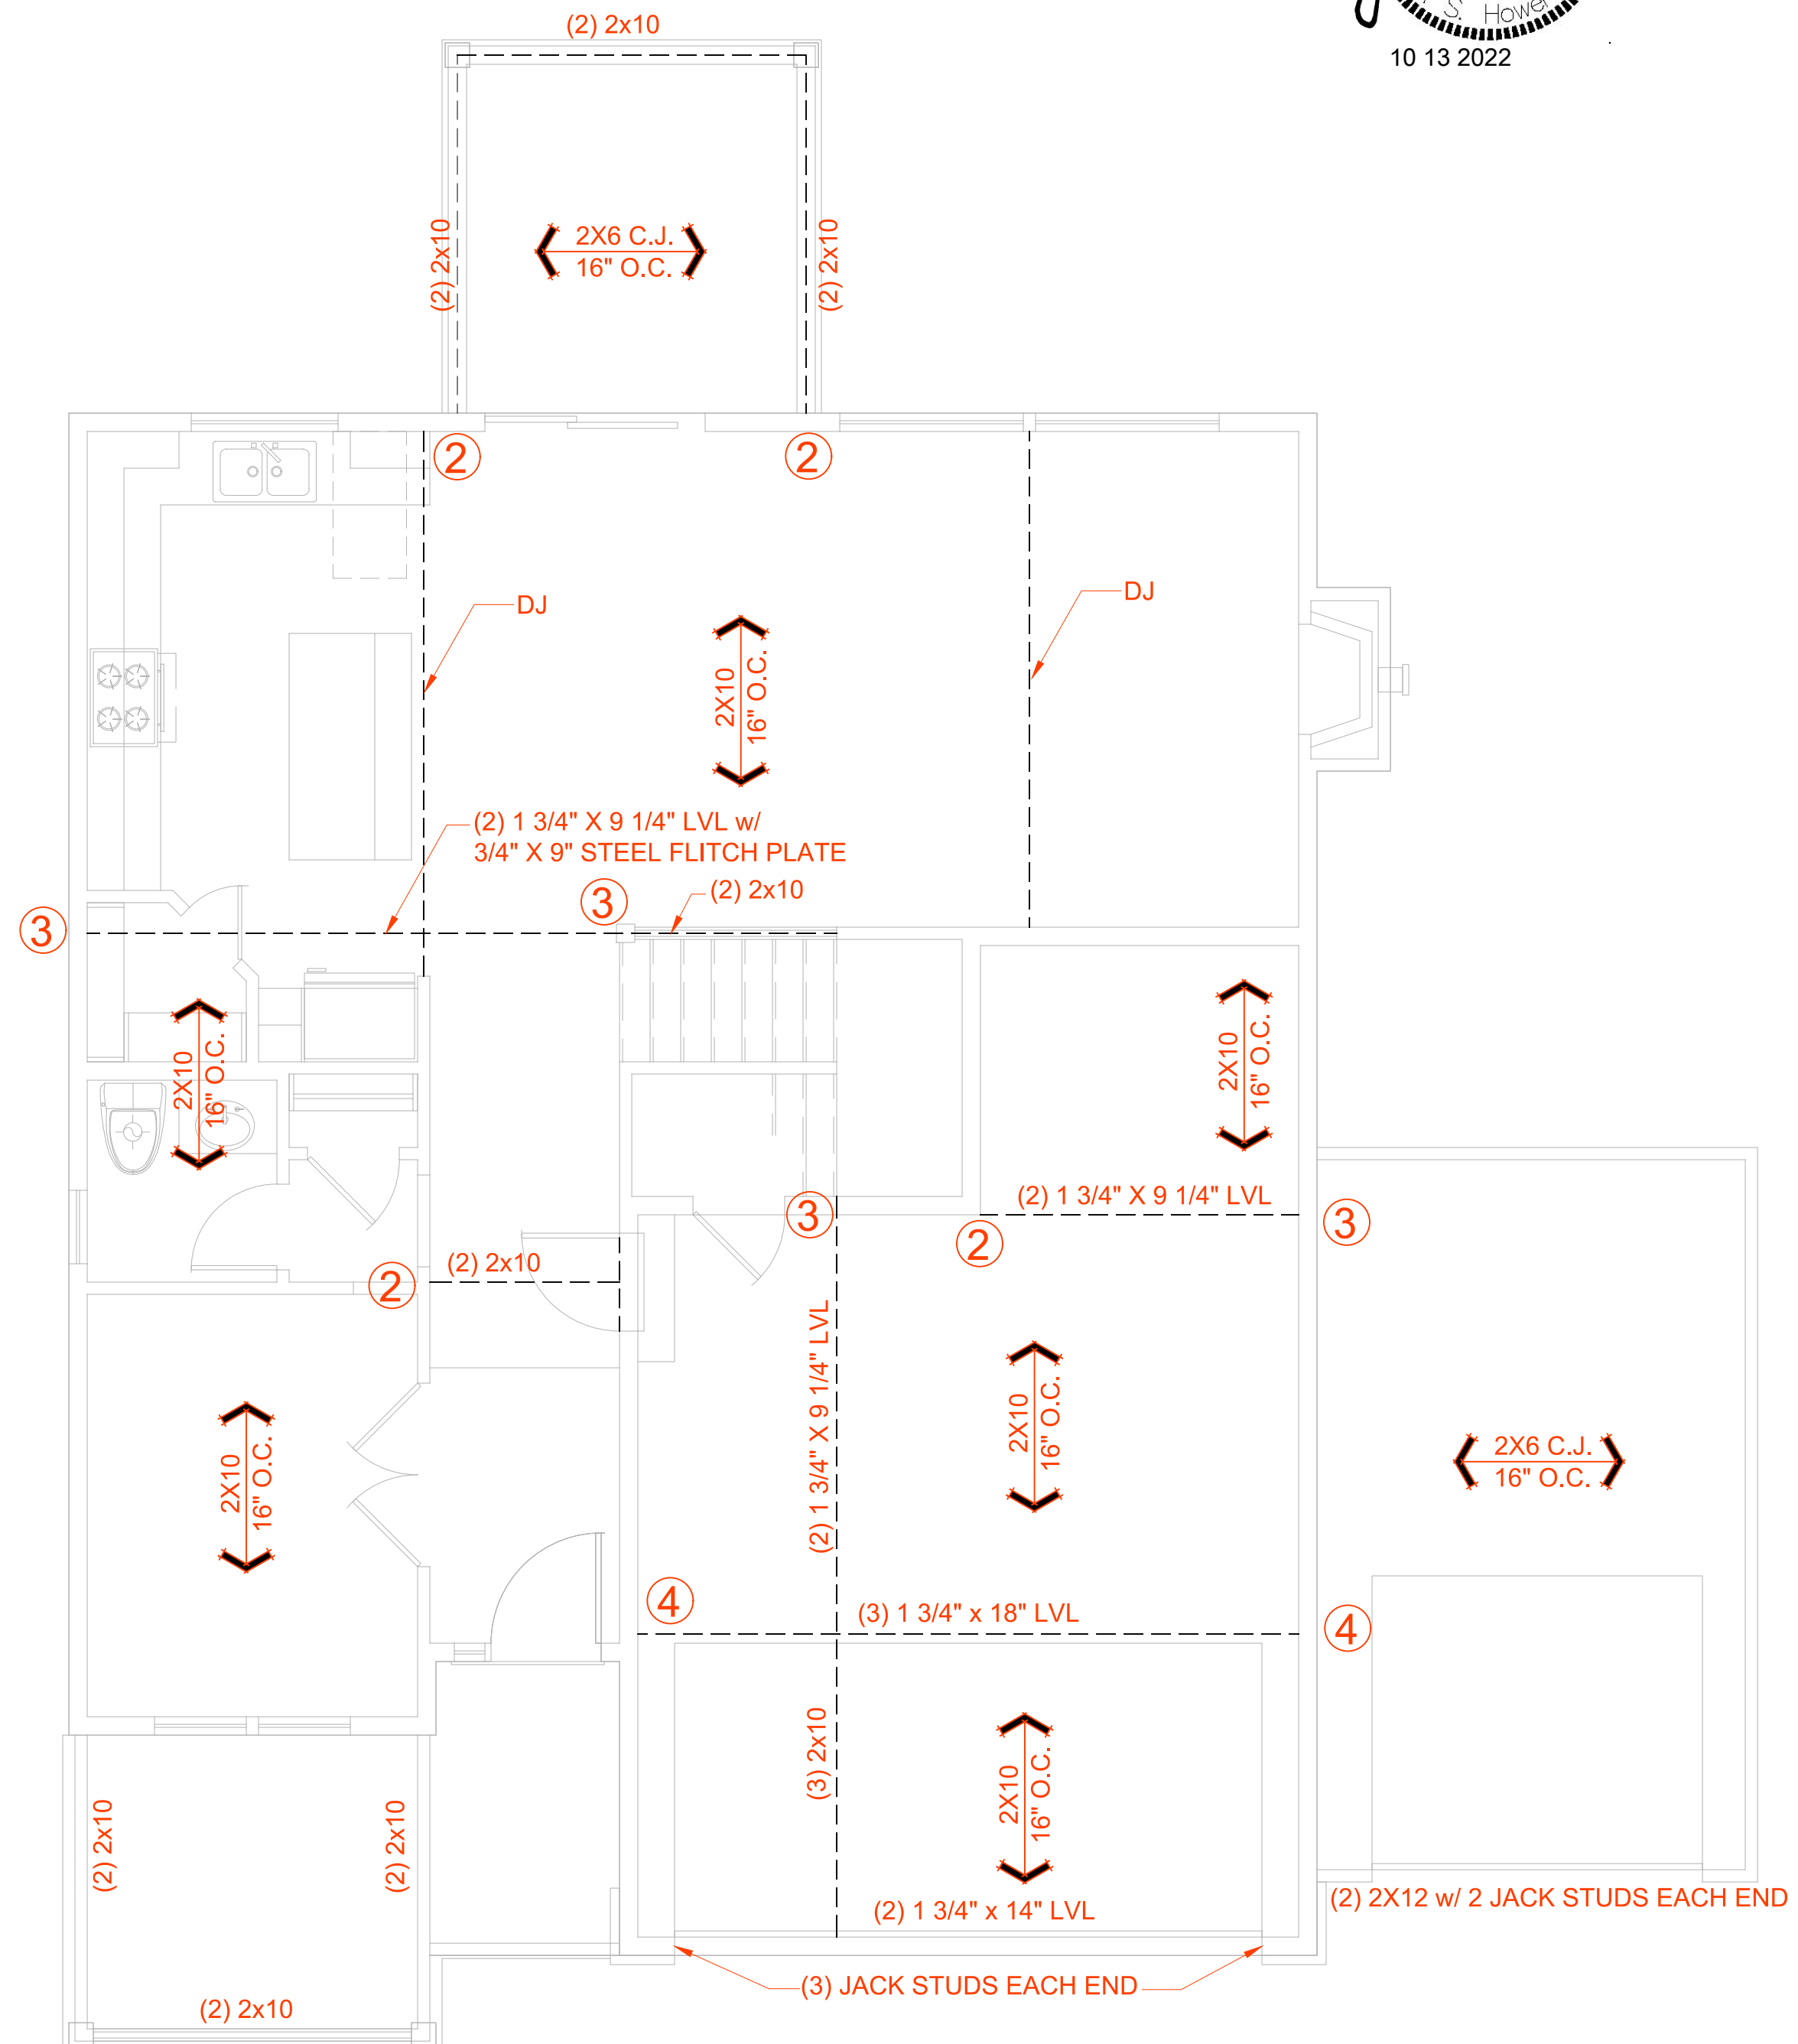 (2) 2x10
S. Howe
10 13 2022
(2) 2x10
2X6 C.J.
16" O.C.
(2) 2x10
2
2
DJ
DJ
2X10
16" O.C.
(2) 1 3/4" X 9 1/4" LVL w/
3/4" X 9" STEEL FLITCH PLATE
(2) 2x10
3
3
2X10
16" O.C.
2X10
16" O.C.
(2) 1 3/4" X 9 1/4" LVL
3
3
2
(2) 2x10
2
(2) 1 3/4" X 9 1/4" LVL
2X10
16" O.C.
2X10
16" O.C.
2X6 C.J.
16" O.C.
4
(3) 1 3/4" x 18" LVL
4
(3) 2x10
2X10
16" O.C.
(2) 2x10
(2) 2x10
(2) 1 3/4" x 14" LVL
(2) 2X12 w/ 2 JACK STUDS EACH END
(3) JACK STUDS EACH END
(2) 2x10